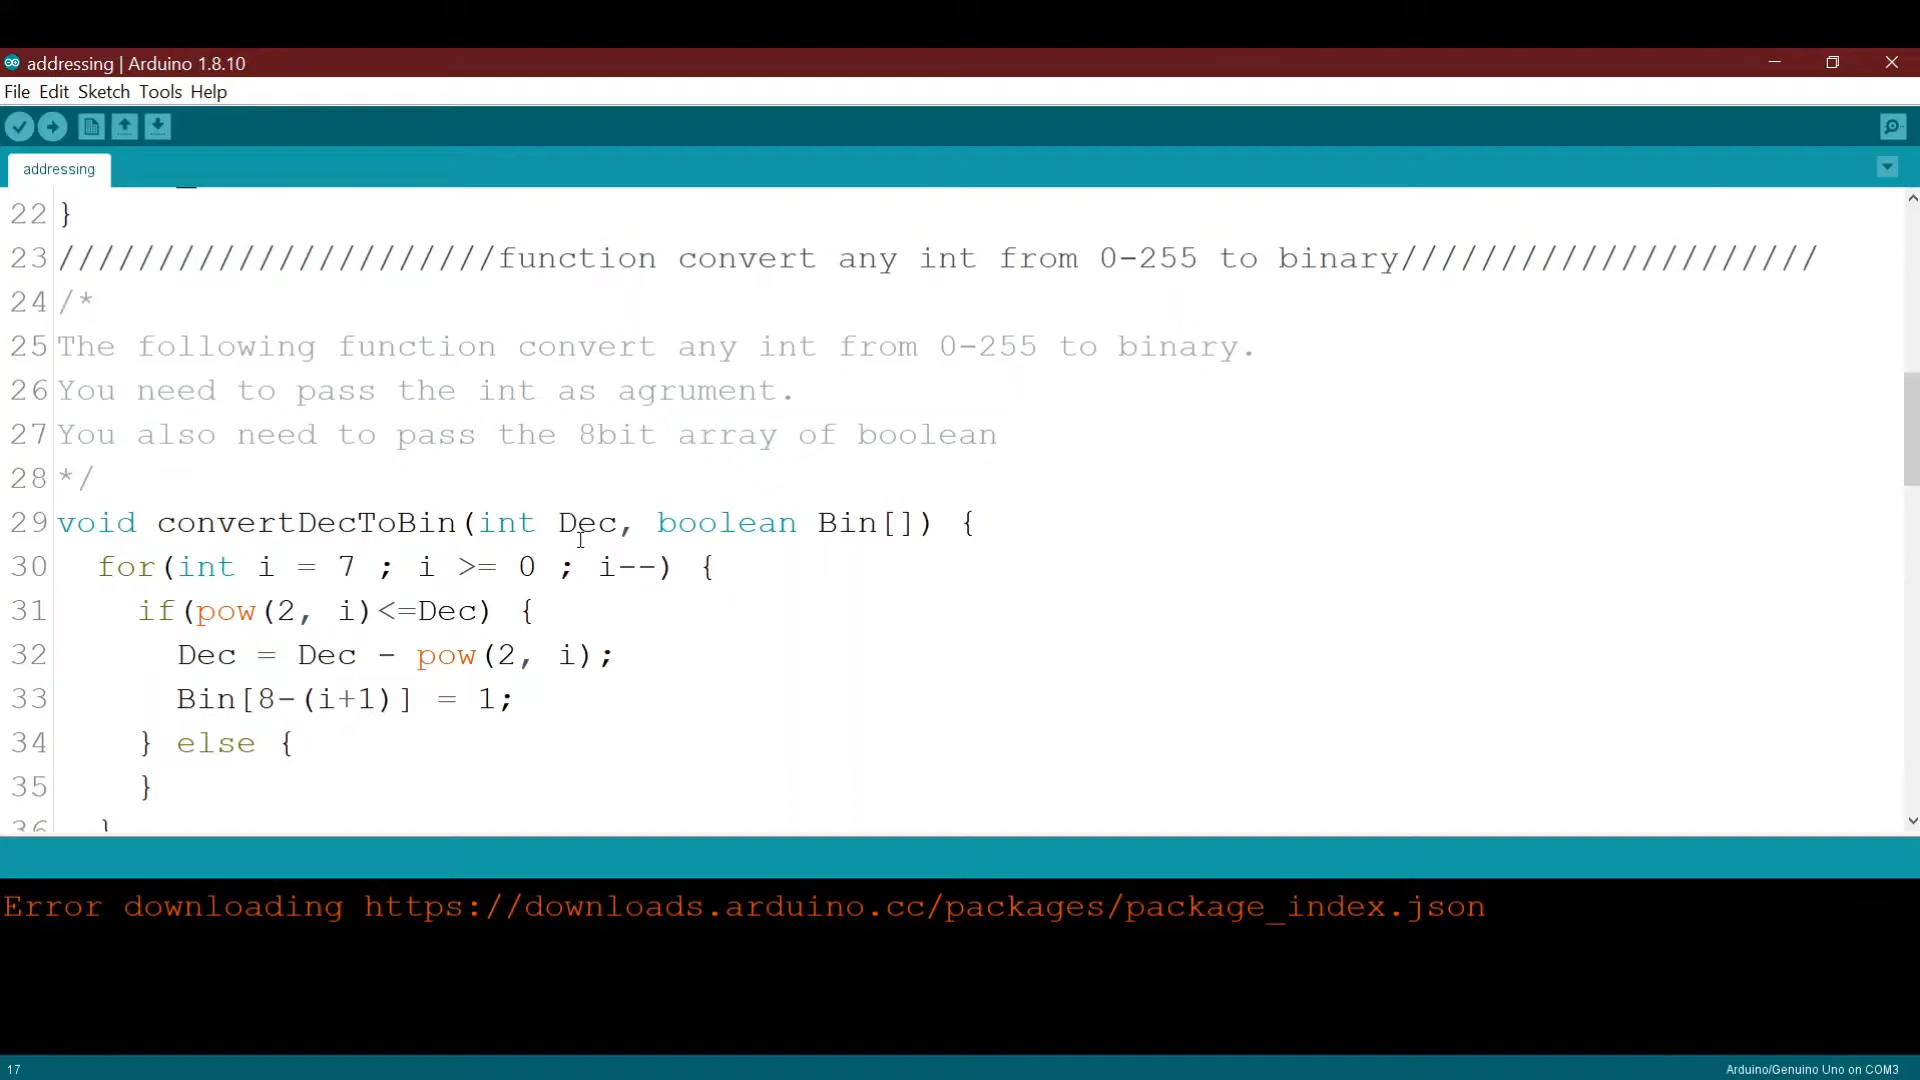 addressing | Arduino 1.8.10
File Edit Sketch Tools Help
addressing
22 }
23 //////////////////////function convert any int from 0-255 to binary/////////////////////
24 /*
25 The following function convert any int from 0-255 to binary.
26 You need to pass the int as agrument.
27 You also need to pass the 8bit array of boolean
28 */
29 void convertDecToBin(int Dec, boolean Bin[]) {
30 for(int i = 7 ; i >= 0 ; i--) {
31 if(pow(2, i)<=Dec) {
32 Dec = Dec - pow(2, i);
33 Bin[8-(i+1)] = 1;
34 } else {
35 }
36 }
Error downloading https://downloads.arduino.cc/packages/package_index.json
17
Arduino/Genuino Uno on COM3